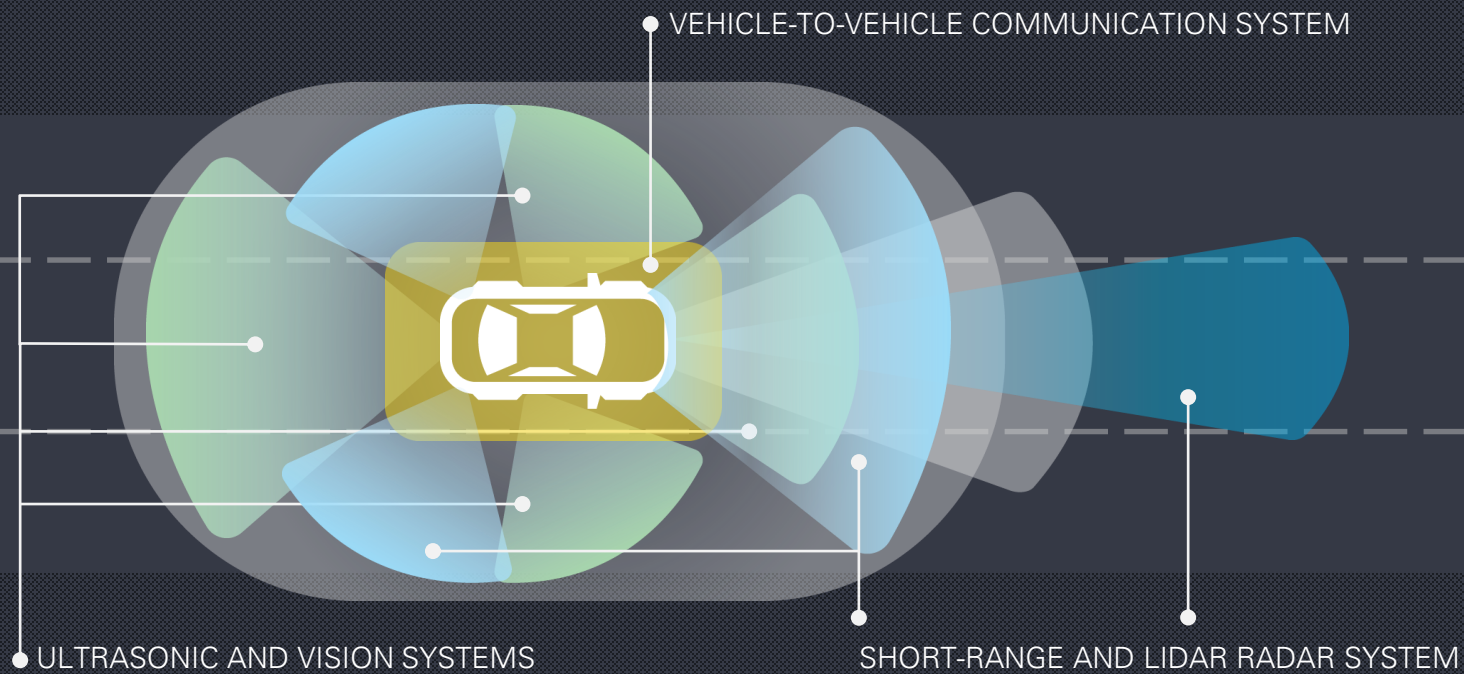 VEHICLE-TO-VEHICLE COMMUNICATION SYSTEM
ULTRASONIC AND VISION SYSTEMS
SHORT-RANGE AND LIDAR RADAR SYSTEM